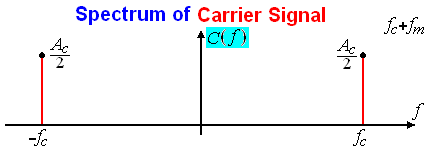 Spectrum of Carrier Signal
C(f)
A_c/2
A_c/2
f_c+f_m
f
-f_c
f_c